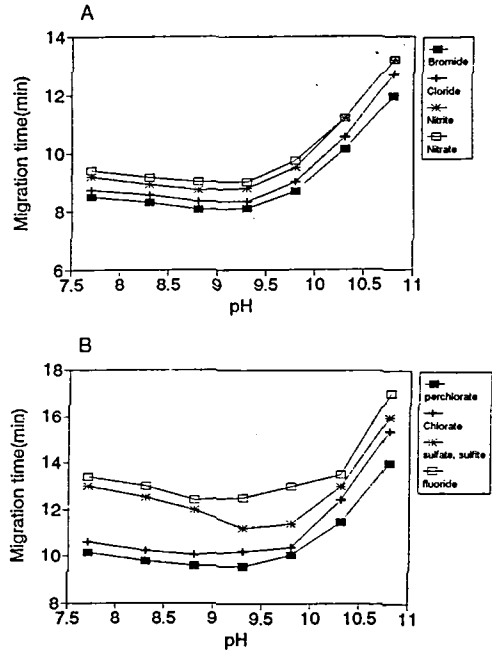 A
Migration time(min)
14
12
10
8
6
7.5 8 8.5 9 9.5 10 10.5 11
pH
Bromide
Cloride
Nitrite
Nitrate
B
Migration time(min)
18
16
14
12
10
8
7.5 8 8.5 9 9.5 10 10.5 11
pH
perchlorate
Chlorate
sulfate, sulfite
fluoride